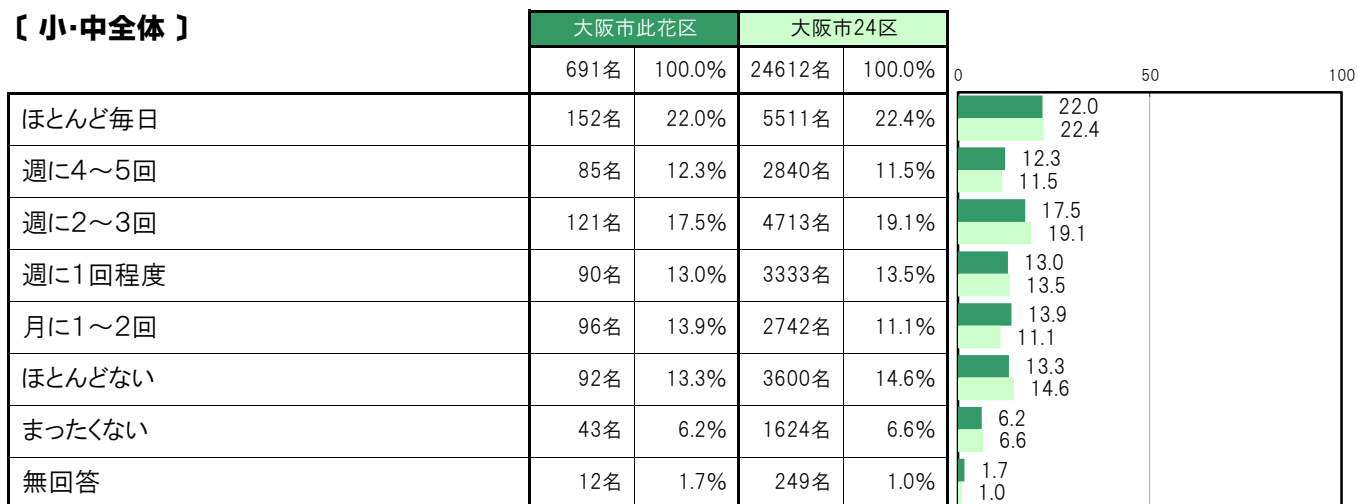 〔 小・中全体 〕
大阪市此花区 大阪市24区
691名 100.0% 24612名 100.0% 0 50 100
ほとんど毎日 152名 22.0% 5511名 22.4% 22.0
22.4
週に4～5回 85名 12.3% 2840名 11.5% 12.3
11.5
週に2～3回 121名 17.5% 4713名 19.1% 17.5
19.1
週に1回程度 90名 13.0% 3333名 13.5% 13.0
13.5
月に1～2回 96名 13.9% 2742名 11.1% 13.9
11.1
ほとんどない 92名 13.3% 3600名 14.6% 13.3
14.6
まったくない 43名 6.2% 1624名 6.6% 6.2
6.6
無回答 12名 1.7% 249名 1.0% 1.7
1.0